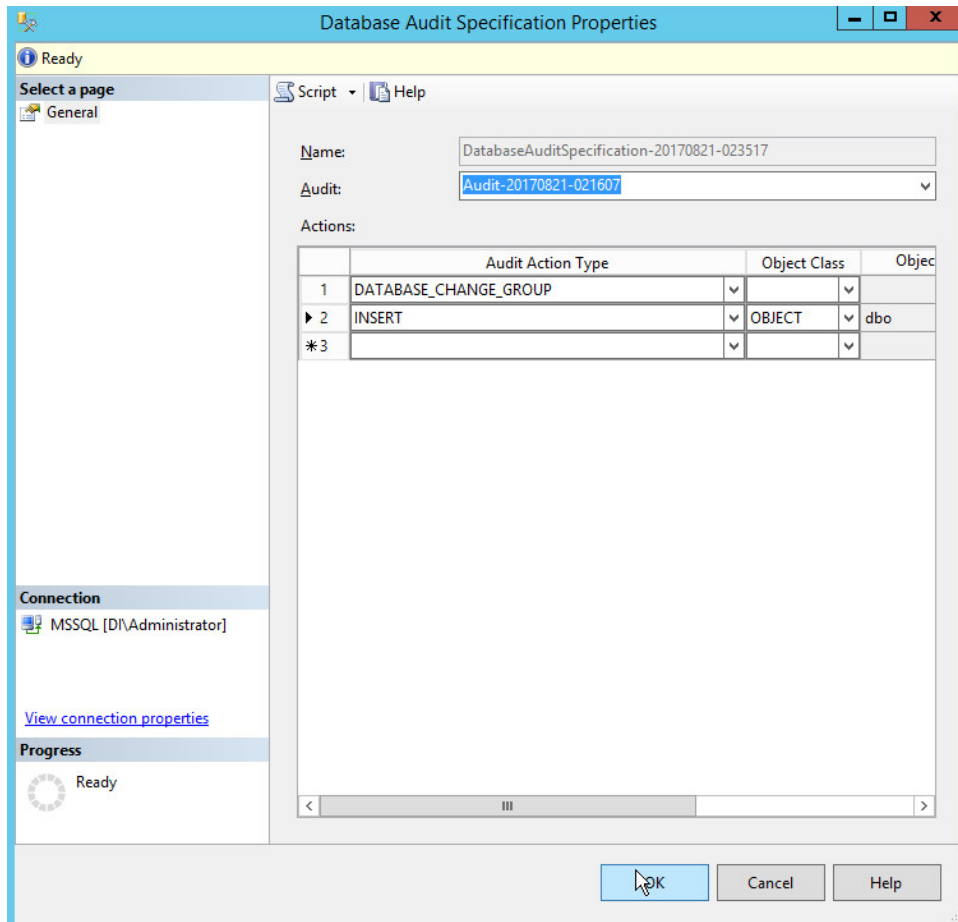 Database Audit Specification Properties
Ready
Select a page
General
Script
Help
Name:
DatabaseAuditSpecification-20170821-023517
Audit:
Audit-20170821-021607
Actions:
Audit Action Type Object Class Objec
1 DATABASE_CHANGE_GROUP
2 INSERT OBJECT dbo
*3
Connection
MSSQL [DI\Administrator]
View connection properties
Progress
Ready
OK Cancel Help